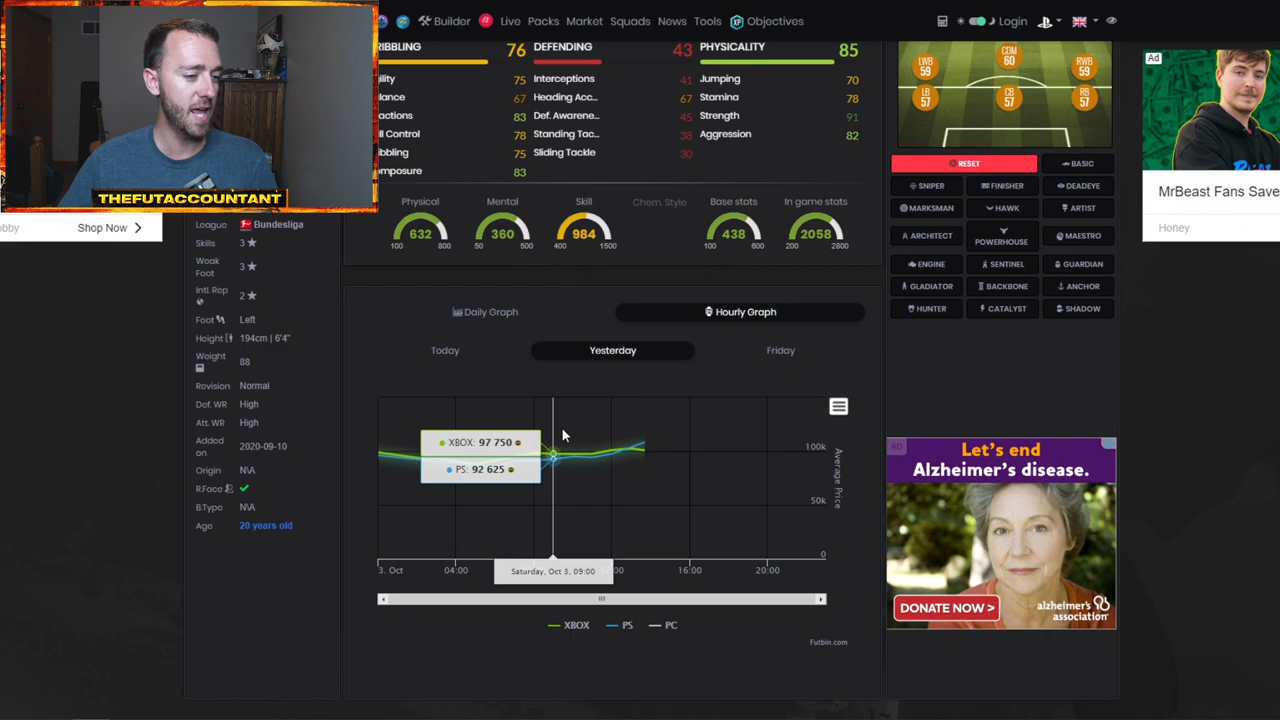 Builder Live Packs Market Squads News Tools XP Objectives Login
RIBBLING 76 DEFENDING 43 PHYSICALITY 85
ility 75 Interceptions 41 Jumping 70
lance 67 Heading Acc... 67 Stamina 78
actions 83 Def. Awarene... 45 Strength 91
ll Control 78 Standing Tac... 38 Aggression 82
ibbling 75 Sliding Tackle 30
mposure 83
THEFUTACCOUNTANT
CDM
60
LWB
59
RWB
59
LB
57
CB
57
RB
57
RESET BASIC
SNIPER FINISHER DEADEYE
MARKSMAN HAWK ARTIST
ARCHITECT POWERHOUSE MAESTRO
ENGINE SENTINEL GUARDIAN
GLADIATOR BACKBONE ANCHOR
HUNTER CATALYST SHADOW
Ad
MrBeast Fans Save
Honey
obby Shop Now
Physical Mental Skill Chem. Style Base stats In game stats
632 360 984 438 2058
100 800 50 500 400 1500 100 600 200 2800
League Bundesliga
Skills 3★
Weak Foot 3★
Intl. Rep 2★
Foot Left
Height 194cm | 6'4"
Weight 88
Revision Normal
Def. WR High
Att. WR High
Added on 2020-09-10
Origin N\A
R.Face
B.Type N\A
Age 20 years old
Daily Graph Hourly Graph
Today Yesterday Friday
XBOX: 97 750
PS: 92 625
100k
50k
0
Average Price
3. Oct 04:00 :00 16:00 20:00
Saturday, Oct 3, 09:00
XBOX PS PC
Futbin.com
AD
Let's end
Alzheimer's disease.
DONATE NOW >
alzheimer's
association®